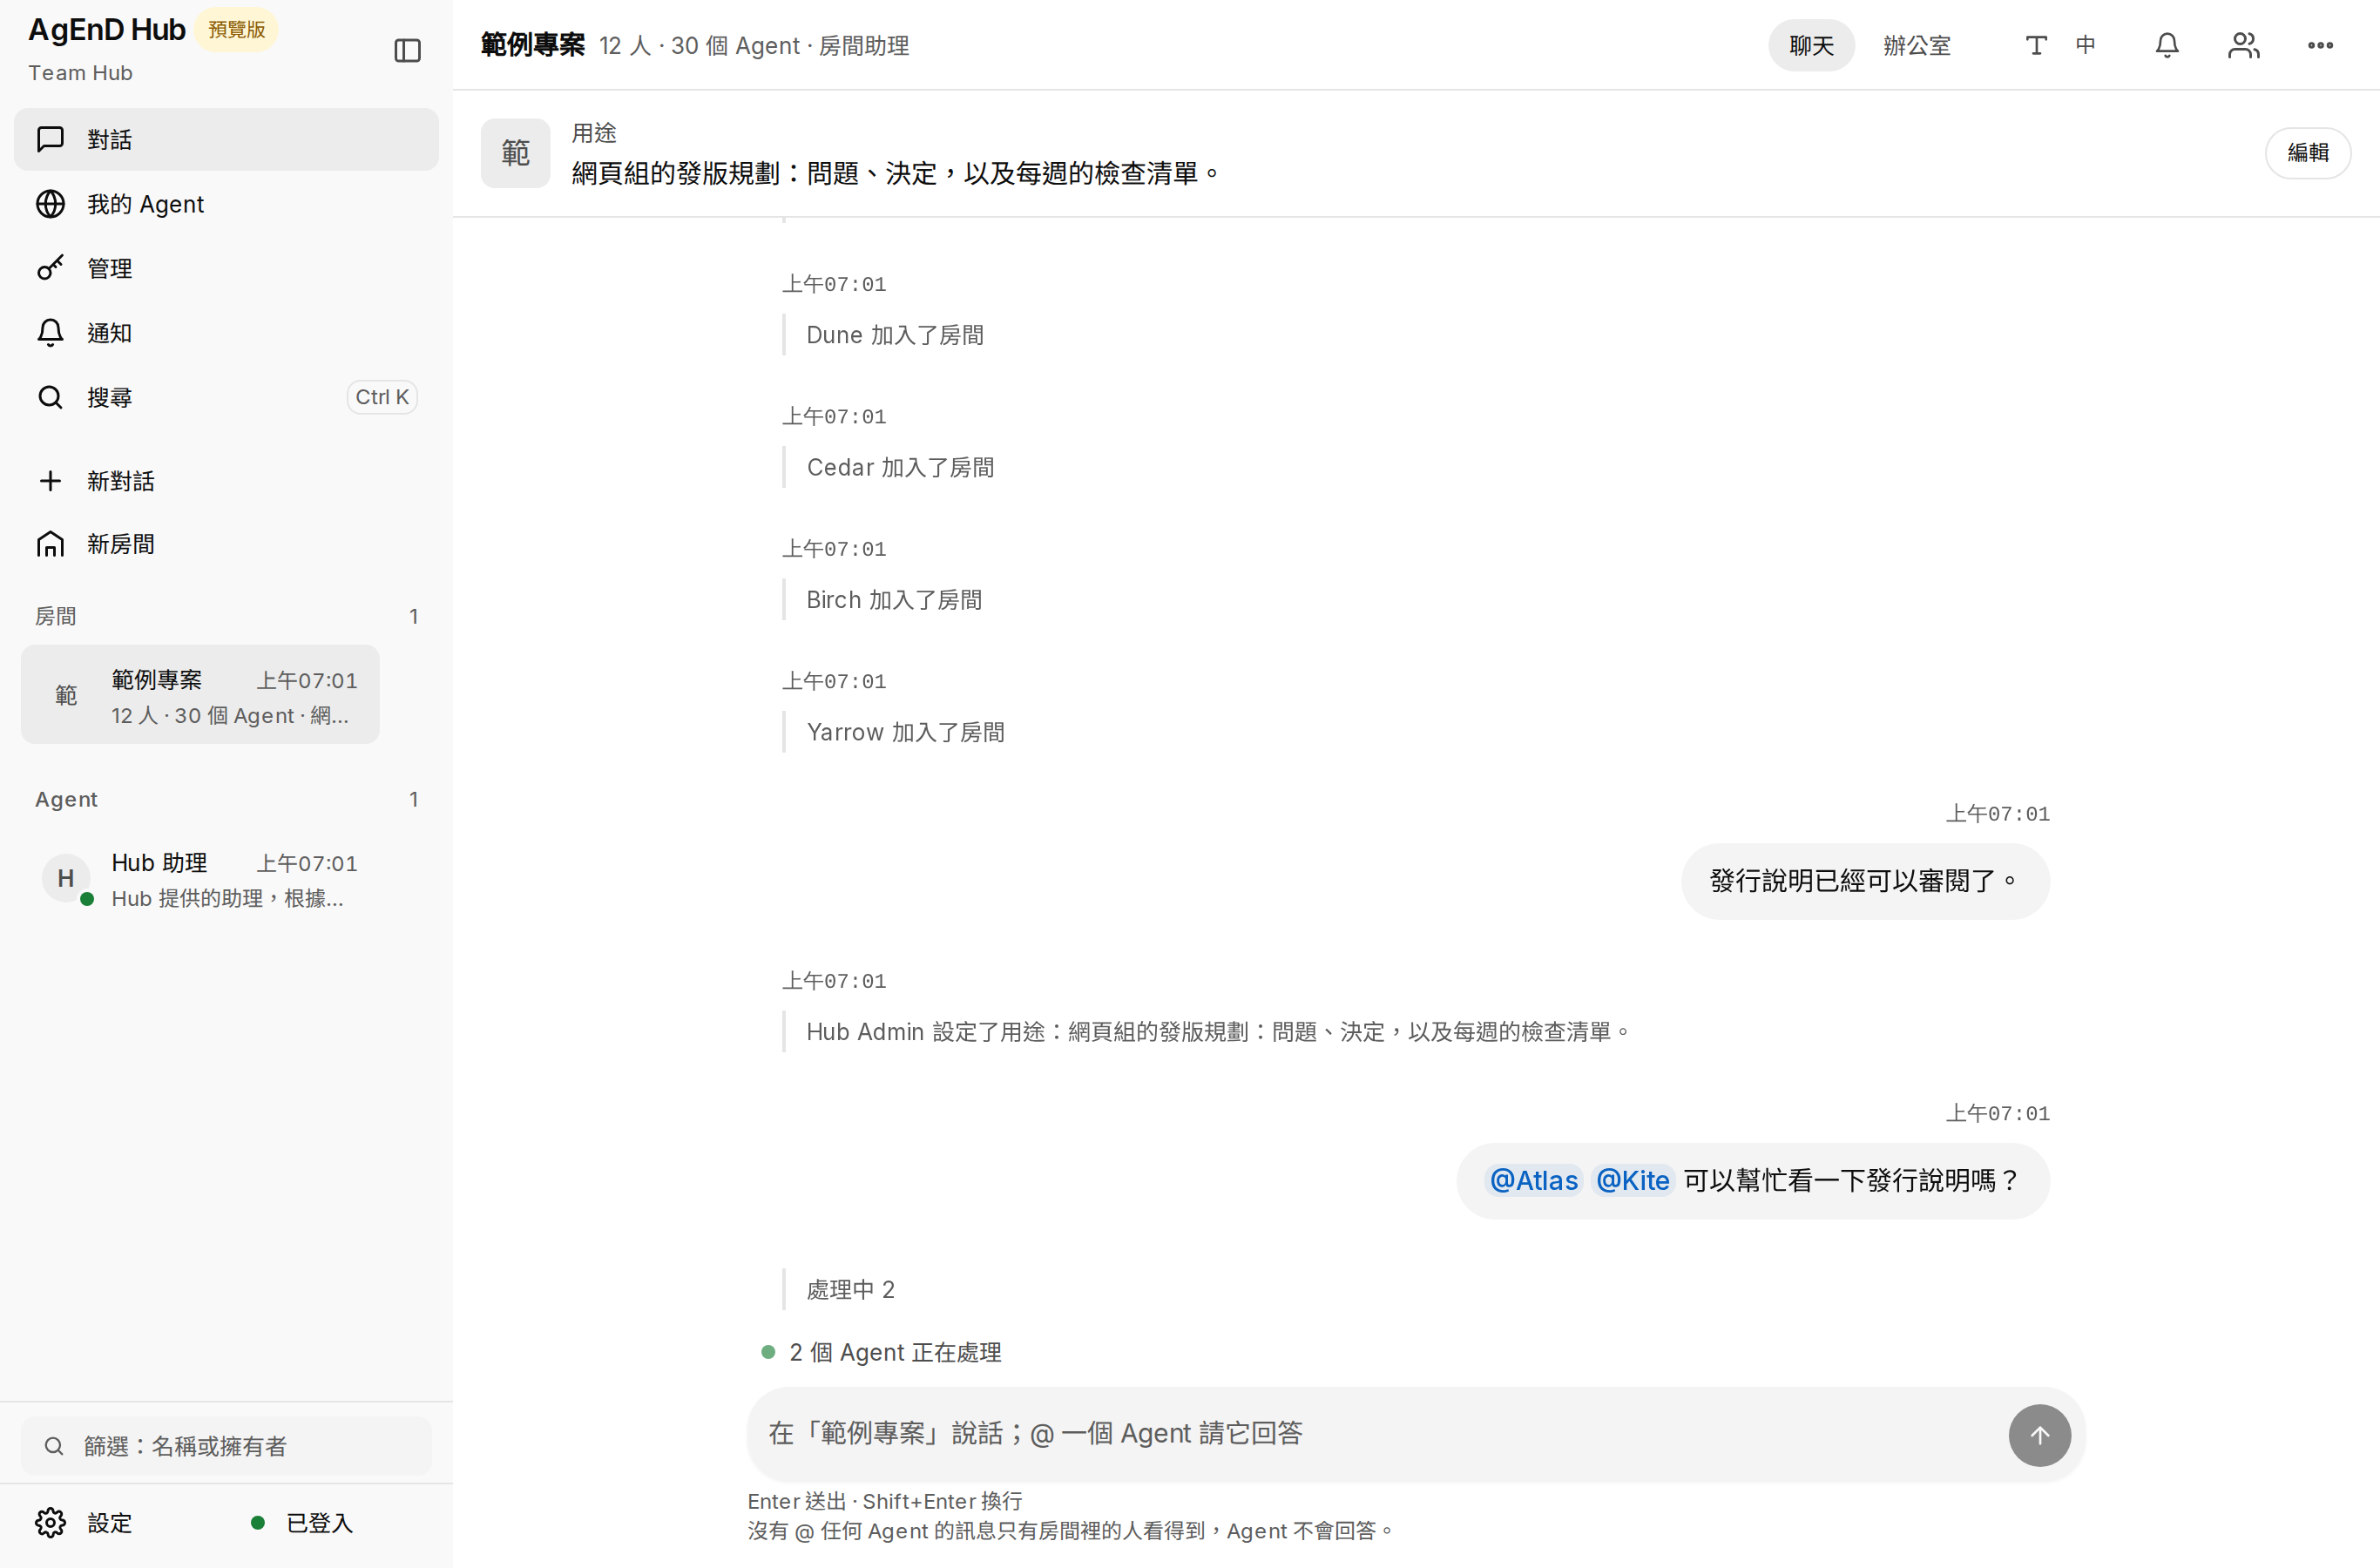 AgEnD Hub 預覽版
Team Hub
對話
我的 Agent
管理
通知
搜尋 Ctrl K
新對話
新房間
房間 1
範 範例專案 上午07:01
12 人 · 30 個 Agent · 網...
Agent 1
H Hub 助理 上午07:01
Hub 提供的助理，根據...
篩選：名稱或擁有者
設定 已登入
範例專案 12 人 · 30 個 Agent · 房間助理
聊天 辦公室 T 中
範 用途
網頁組的發版規劃：問題、決定，以及每週的檢查清單。
編輯
上午07:01
Dune 加入了房間
上午07:01
Cedar 加入了房間
上午07:01
Birch 加入了房間
上午07:01
Yarrow 加入了房間
上午07:01
發行說明已經可以審閱了。
上午07:01
Hub Admin 設定了用途：網頁組的發版規劃：問題、決定，以及每週的檢查清單。
上午07:01
@Atlas @Kite 可以幫忙看一下發行說明嗎？
處理中 2
2 個 Agent 正在處理
在「範例專案」說話；@ 一個 Agent 請它回答
Enter 送出 · Shift+Enter 換行
沒有 @ 任何 Agent 的訊息只有房間裡的人看得到，Agent 不會回答。